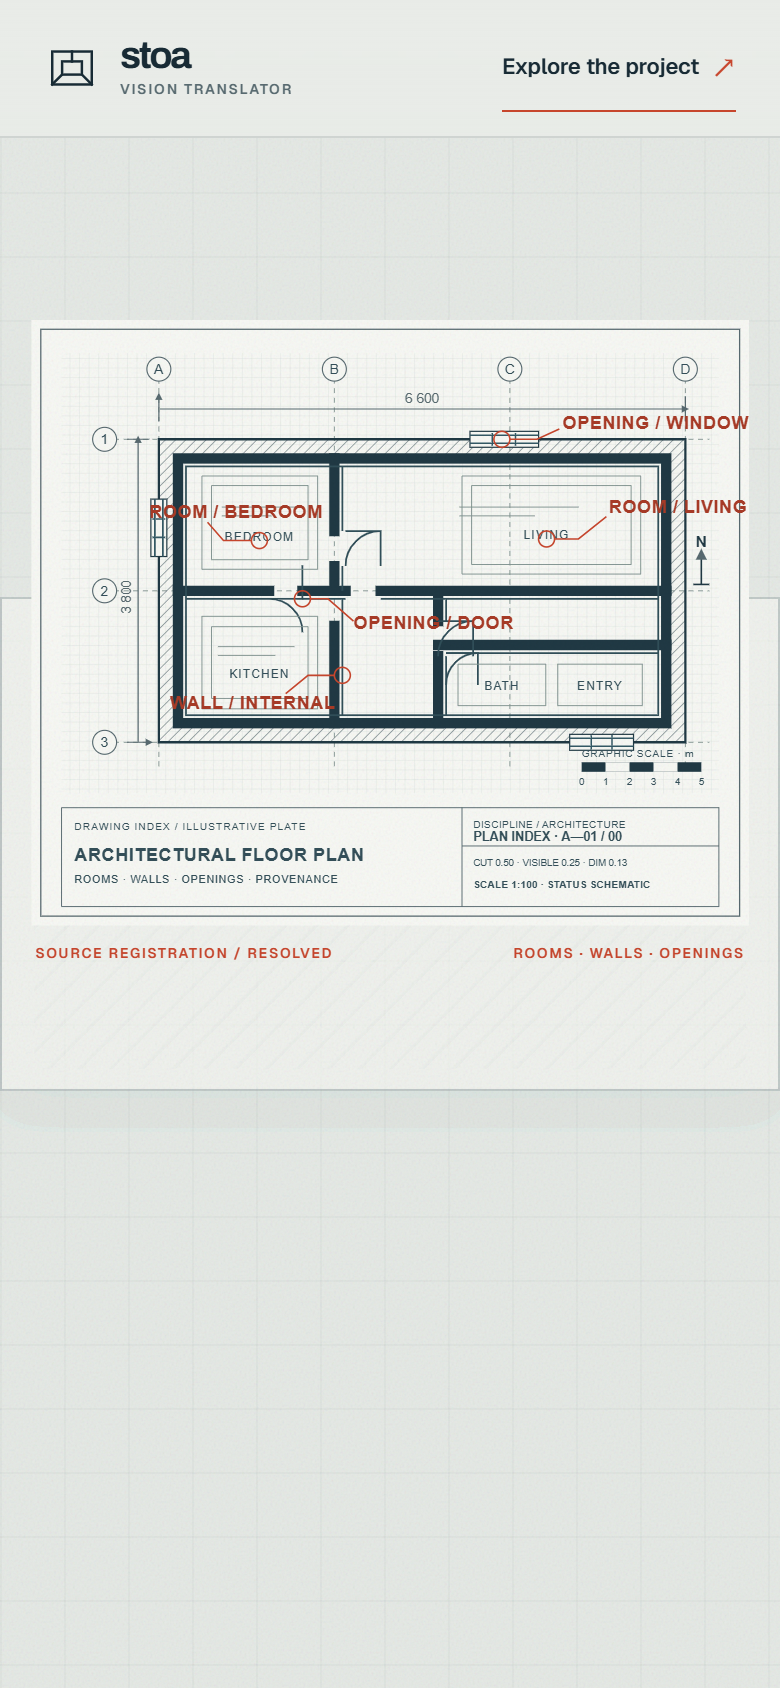 stoa
VISION TRANSLATOR
Explore the project ↗
A B C D
6 600
OPENING / WINDOW
1
ROOM / BEDROOM
ROOM / LIVING
BEDROOM
LIVING
N
2
3 800
OPENING / DOOR
KITCHEN
BATH
ENTRY
WALL / INTERNAL
3
GRAPHIC SCALE · m
0 1 2 3 4 5
DRAWING INDEX / ILLUSTRATIVE PLATE
ARCHITECTURAL FLOOR PLAN
ROOMS · WALLS · OPENINGS · PROVENANCE
DISCIPLINE / ARCHITECTURE
PLAN INDEX · A—01 / 00
CUT 0.50 · VISIBLE 0.25 · DIM 0.13
SCALE 1:100 · STATUS SCHEMATIC
SOURCE REGISTRATION / RESOLVED
ROOMS · WALLS · OPENINGS